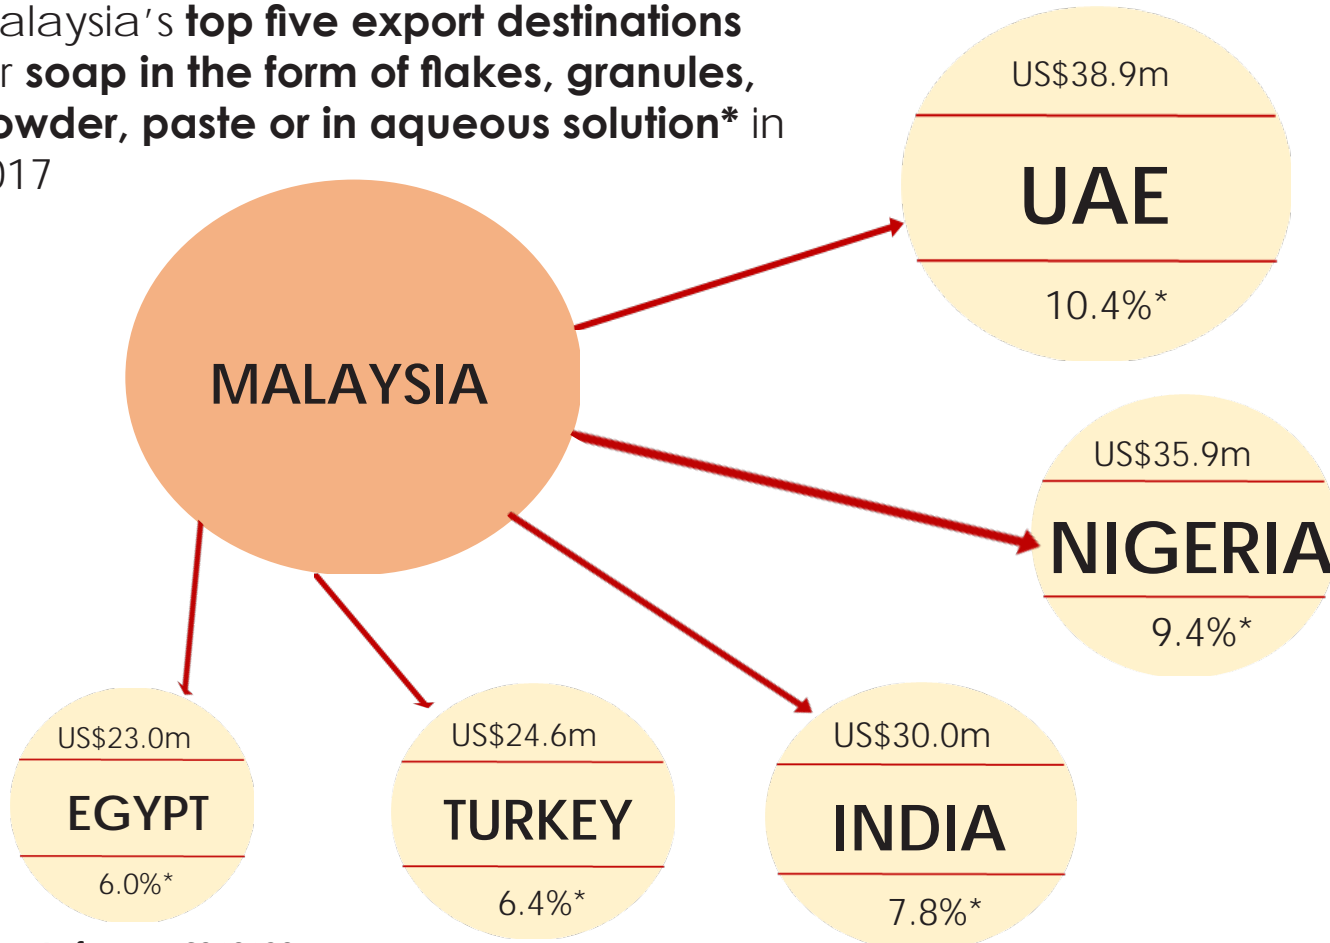 alaysia's top five export destinations
r soap in the form of flakes, granules,
owder, paste or in aqueous solution* in
017
US$38.9m
UAE
10.4%*
MALAYSIA
US$35.9m
NIGERIA
9.4%*
US$30.0m
INDIA
7.8%*
US$24.6m
TURKEY
6.4%*
US$23.0m
EGYPT
6.0%*